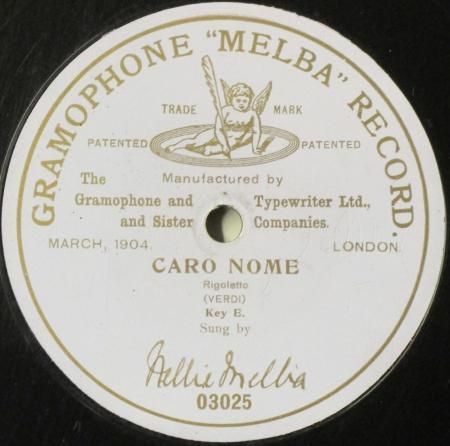 GRAMOPHONE "MELBA" RECORD.
TRADE MARK
PATENTED PATENTED
Manufactured by
The Gramophone and Typewriter Ltd.,
and Sister Companies.
MARCH, 1904. LONDON.
CARO NOME
Rigoletto
(VERDI)
Key E.
Sung by
Nellie Melba
03025